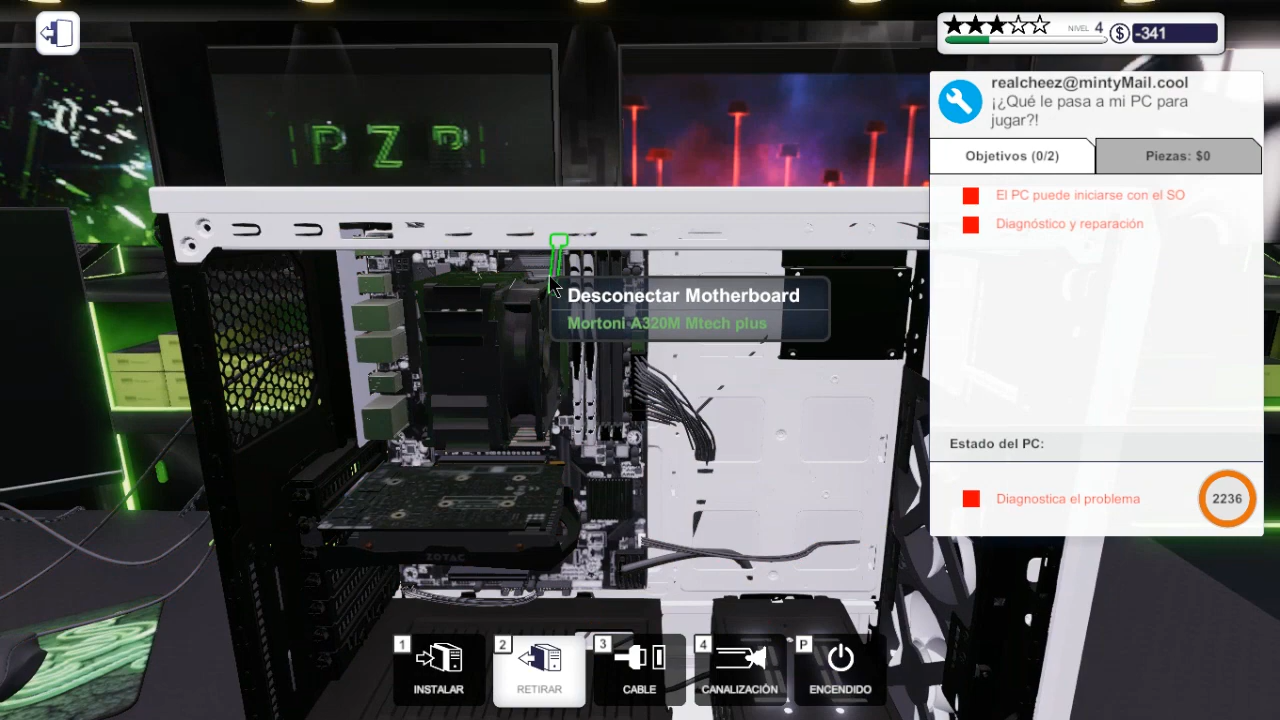 NIVEL 4
$ -341
realcheez@mintyMail.cool
¡¿Qué le pasa a mi PC para
jugar?!
Objetivos (0/2)
Piezas: $0
El PC puede iniciarse con el SO
Diagnóstico y reparación
PZP
Desconectar Motherboard
Mortoni A320M Mtech plus
Estado del PC:
Diagnostica el problema
2236
ZOTAC
1
INSTALAR
2
RETIRAR
3
CABLE
4
CANALIZACIÓN
P
ENCENDIDO